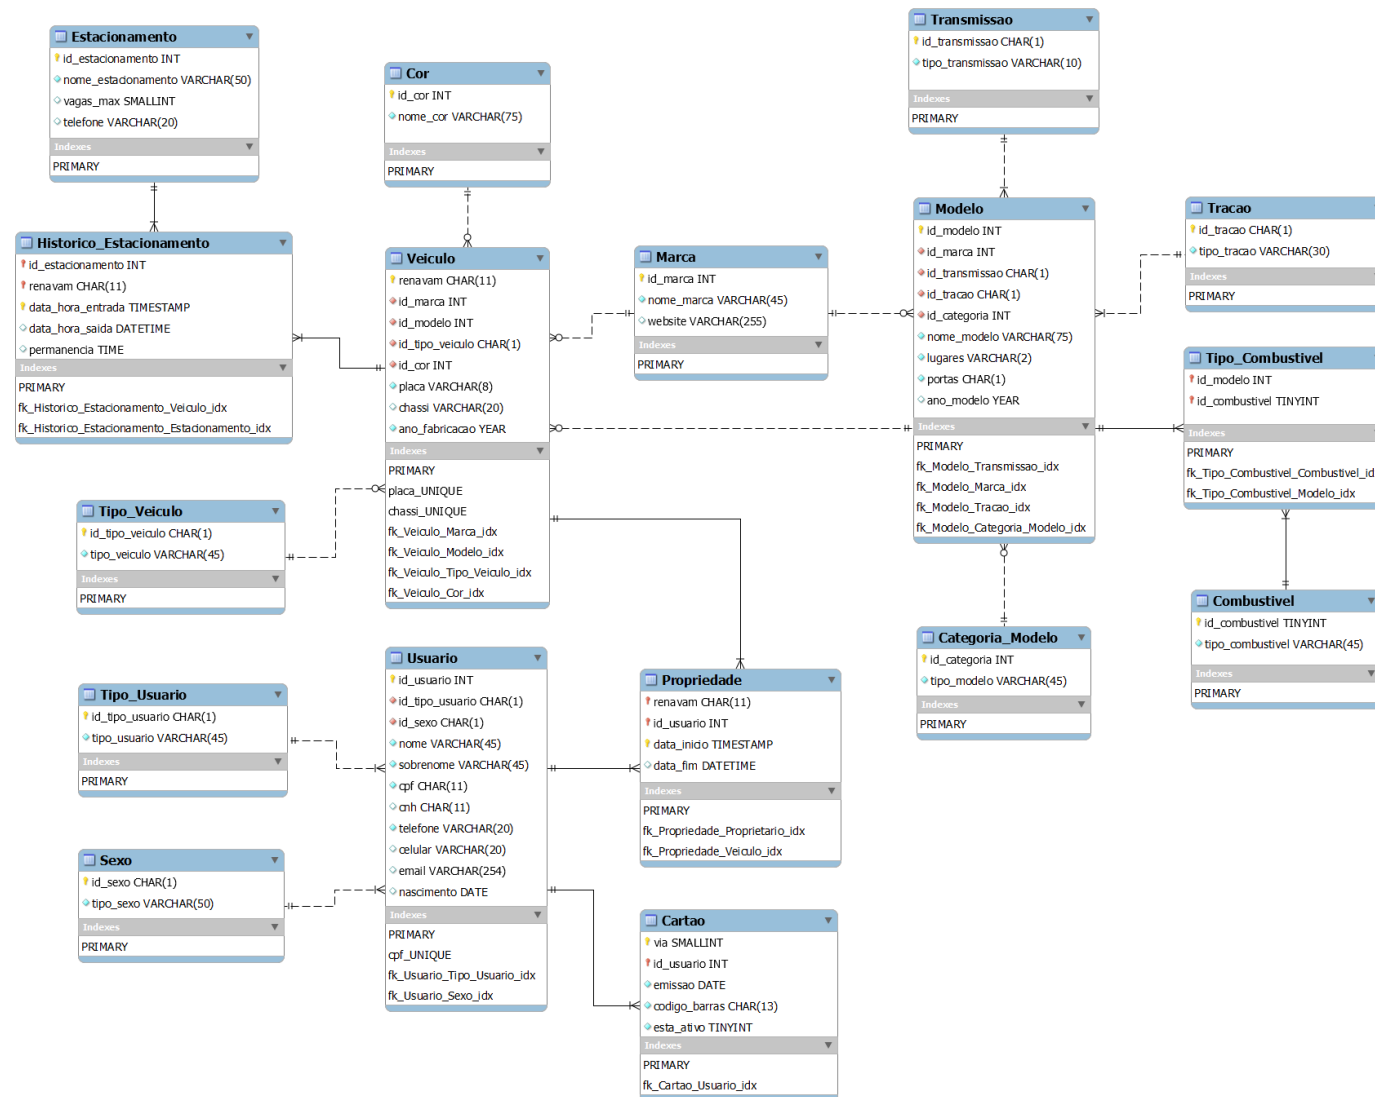 Estacionamento
id_estacionamento INT
nome_estacionamento VARCHAR(50)
vagas_max SMALLINT
telefone VARCHAR(20)
Indexes
PRIMARY
Cor
id_cor INT
nome_cor VARCHAR(75)
Indexes
PRIMARY
Transmissao
id_transmissao CHAR(1)
tipo_transmissao VARCHAR(10)
Indexes
PRIMARY
Historico_Estacionamento
id_estacionamento INT
renavam CHAR(11)
data_hora_entrada TIMESTAMP
data_hora_saida DATETIME
permanencia TIME
Indexes
PRIMARY
fk_Historico_Estacionamento_Veiculo_idx
fk_Historico_Estacionamento_Estacionamento_idx
Veiculo
renavam CHAR(11)
id_marca INT
id_modelo INT
id_tipo_veiculo CHAR(1)
id_cor INT
placa VARCHAR(8)
chassi VARCHAR(20)
ano_fabricacao YEAR
Indexes
PRIMARY
placa_UNIQUE
chassi_UNIQUE
fk_Veiculo_Marca_idx
fk_Veiculo_Modelo_idx
fk_Veiculo_Tipo_Veiculo_idx
fk_Veiculo_Cor_idx
Marca
id_marca INT
nome_marca VARCHAR(45)
website VARCHAR(255)
Indexes
PRIMARY
Modelo
id_modelo INT
id_marca INT
id_transmissao CHAR(1)
id_tracao CHAR(1)
id_categoria INT
nome_modelo VARCHAR(75)
lugares VARCHAR(2)
portas CHAR(1)
ano_modelo YEAR
Indexes
PRIMARY
fk_Modelo_Transmissao_idx
fk_Modelo_Marca_idx
fk_Modelo_Tracao_idx
fk_Modelo_Categoria_Modelo_idx
Tracao
id_tracao CHAR(1)
tipo_tracao VARCHAR(30)
Indexes
PRIMARY
Tipo_Combustivel
id_modelo INT
id_combustivel TINYINT
Indexes
PRIMARY
fk_Tipo_Combustivel_Combustivel_id
fk_Tipo_Combustivel_Modelo_idx
Tipo_Veiculo
id_tipo_veiculo CHAR(1)
tipo_veiculo VARCHAR(45)
Indexes
PRIMARY
Combustivel
id_combustivel TINYINT
tipo_combustivel VARCHAR(45)
Indexes
PRIMARY
Categoria_Modelo
id_categoria INT
tipo_modelo VARCHAR(45)
Indexes
PRIMARY
Tipo_Usuario
id_tipo_usuario CHAR(1)
tipo_usuario VARCHAR(45)
Indexes
PRIMARY
Usuario
id_usuario INT
id_tipo_usuario CHAR(1)
id_sexo CHAR(1)
nome VARCHAR(45)
sobrenome VARCHAR(45)
cpf CHAR(11)
cnh CHAR(11)
telefone VARCHAR(20)
celular VARCHAR(20)
email VARCHAR(254)
nascimento DATE
Indexes
PRIMARY
cpf_UNIQUE
fk_Usuario_Tipo_Usuario_idx
fk_Usuario_Sexo_idx
Propriedade
renavam CHAR(11)
id_usuario INT
data_inicio TIMESTAMP
data_fim DATETIME
Indexes
PRIMARY
fk_Propriedade_Proprietario_idx
fk_Propriedade_Veiculo_idx
Sexo
id_sexo CHAR(1)
tipo_sexo VARCHAR(50)
Indexes
PRIMARY
Cartao
via SMALLINT
id_usuario INT
emissao DATE
codigo_barras CHAR(13)
esta_ativo TINYINT
Indexes
PRIMARY
fk_Cartao_Usuario_idx